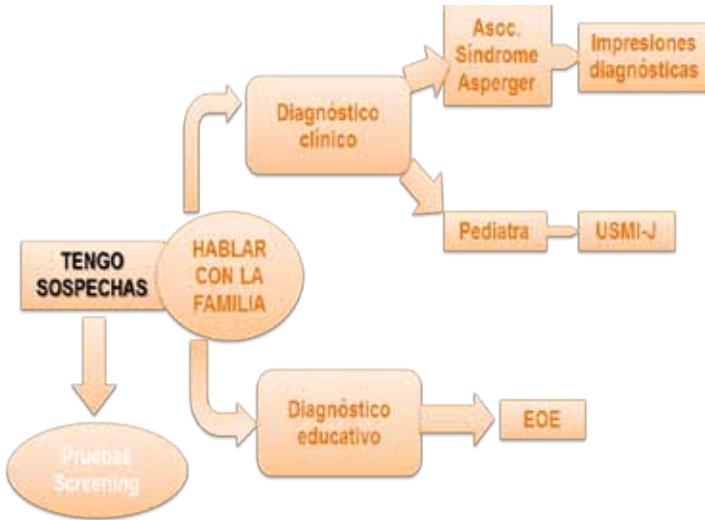 TENGO
SOSPECHAS
HABLAR
CON LA
FAMILIA
Pruebas
Screening
Diagnóstico
clínico
Asoc.
Síndrome
Asperger
Impresiones
diagnósticas
Pediatra
USMI-J
Diagnóstico
educativo
EOE